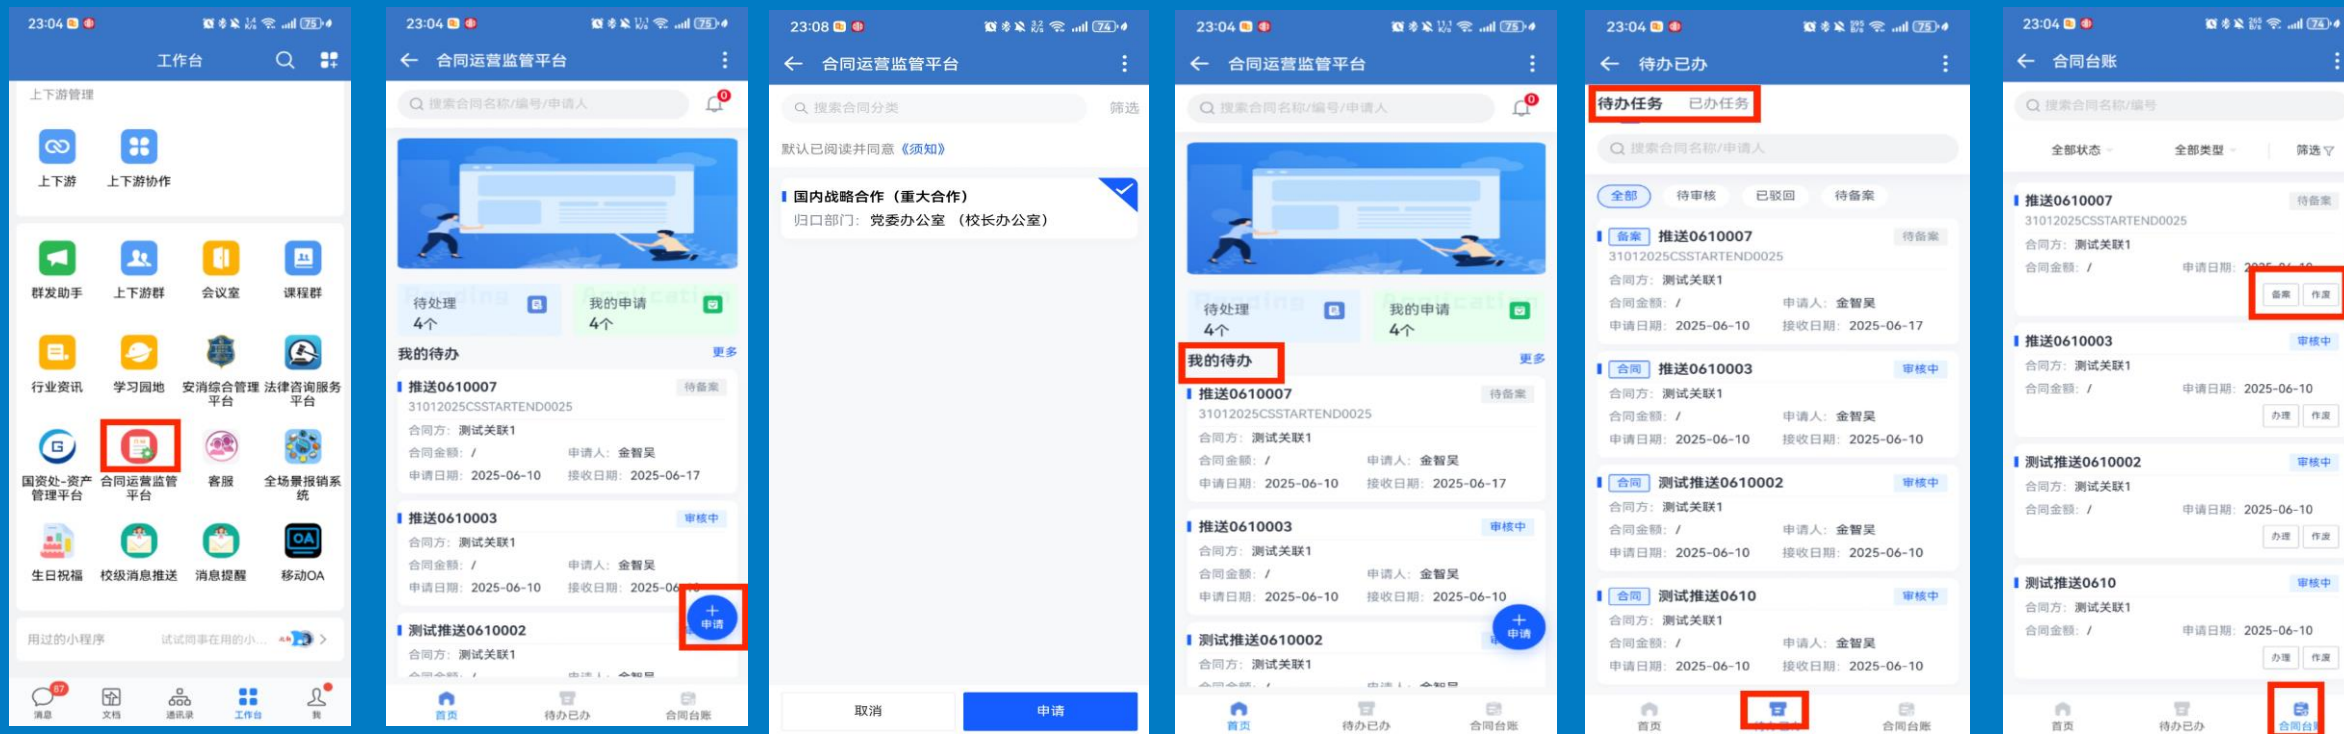 23:04
75
工作台
上下游管理
上下游
上下游协作
群发助手
上下游群
会议室
课程群
行业资讯
学习园地
安消综合管理平台
法律咨询服务平台
国资处-资产管理平台
合同运营监管平台
客服
全场景报销系统
生日祝福
校级消息推送
消息提醒
移动OA
用过的小程序
试试同事在用的小...
87
消息
文档
通讯录
工作台
我
23:04
75
合同运营监管平台
搜索合同名称/编号/申请人
0
待处理
4个
我的申请
4个
我的待办
更多
推送0610007
待备案
31012025CSSTARTEND0025
合同方: 测试关联1
合同金额: /
申请人: 金智吴
申请日期: 2025-06-10
接收日期: 2025-06-17
推送0610003
审核中
合同方: 测试关联1
合同金额: /
申请人: 金智吴
申请日期: 2025-06-10
接收日期: 2025-06-10
测试推送0610002
合同方: 测试关联1
申请
首页
待办已办
合同台账
23:08
74
合同运营监管平台
搜索合同分类
筛选
默认已阅读并同意《须知》
国内战略合作（重大合作）
归口部门: 党委办公室 （校长办公室）
取消
申请
23:04
75
合同运营监管平台
搜索合同名称/编号/申请人
0
待处理
4个
我的申请
4个
我的待办
更多
推送0610007
待备案
31012025CSSTARTEND0025
合同方: 测试关联1
合同金额: /
申请人: 金智吴
申请日期: 2025-06-10
接收日期: 2025-06-17
推送0610003
审核中
合同方: 测试关联1
合同金额: /
申请人: 金智吴
申请日期: 2025-06-10
接收日期: 2025-06-10
测试推送0610002
合同方: 测试关联1
申请
首页
待办已办
合同台账
23:04
75
待办已办
待办任务
已办任务
搜索合同名称/申请人
全部
待审核
已驳回
待备案
备案 推送0610007
待备案
31012025CSSTARTEND0025
合同方: 测试关联1
合同金额: /
申请人: 金智吴
申请日期: 2025-06-10
接收日期: 2025-06-17
合同 推送0610003
审核中
合同方: 测试关联1
合同金额: /
申请人: 金智吴
申请日期: 2025-06-10
接收日期: 2025-06-10
合同 测试推送0610002
审核中
合同方: 测试关联1
合同金额: /
申请人: 金智吴
申请日期: 2025-06-10
接收日期: 2025-06-10
合同 测试推送0610
审核中
合同方: 测试关联1
合同金额: /
申请人: 金智吴
申请日期: 2025-06-10
接收日期: 2025-06-10
首页
合同台账
23:04
74
合同台账
搜索合同名称/编号
全部状态
全部类型
筛选
推送0610007
待备案
31012025CSSTARTEND0025
合同方: 测试关联1
合同金额: /
申请日期: 2025-06-10
备案
作废
推送0610003
审核中
合同方: 测试关联1
合同金额: /
申请日期: 2025-06-10
办理
作废
测试推送0610002
审核中
合同方: 测试关联1
合同金额: /
申请日期: 2025-06-10
办理
作废
测试推送0610
审核中
合同方: 测试关联1
合同金额: /
申请日期: 2025-06-10
办理
作废
首页
待办已办
合同台账